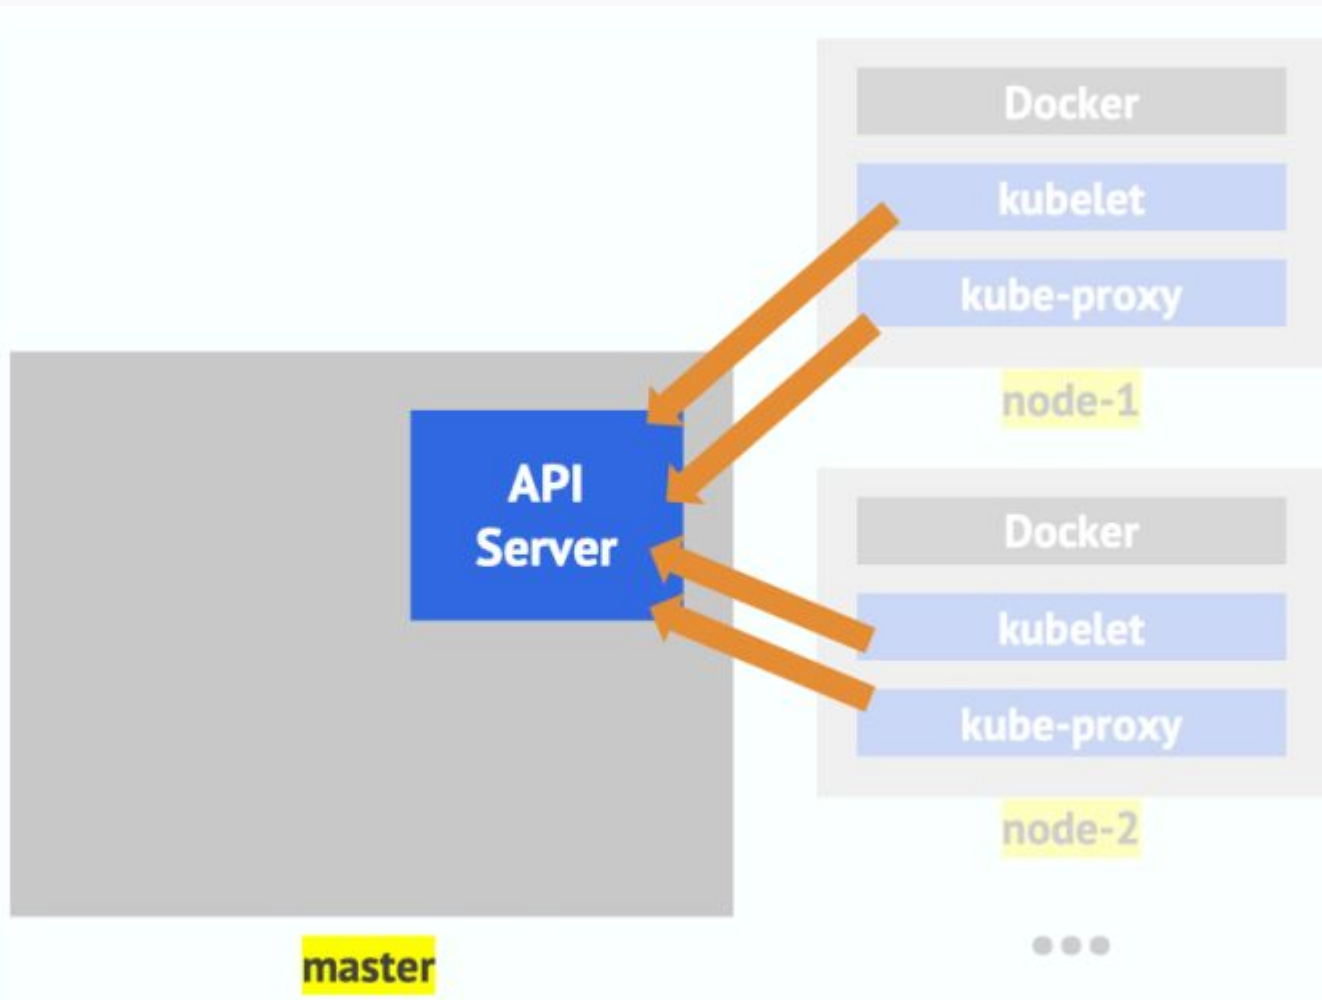 Docker
kubelet
kube-proxy
node-1
API
Server
Docker
kubelet
kube-proxy
node-2
master